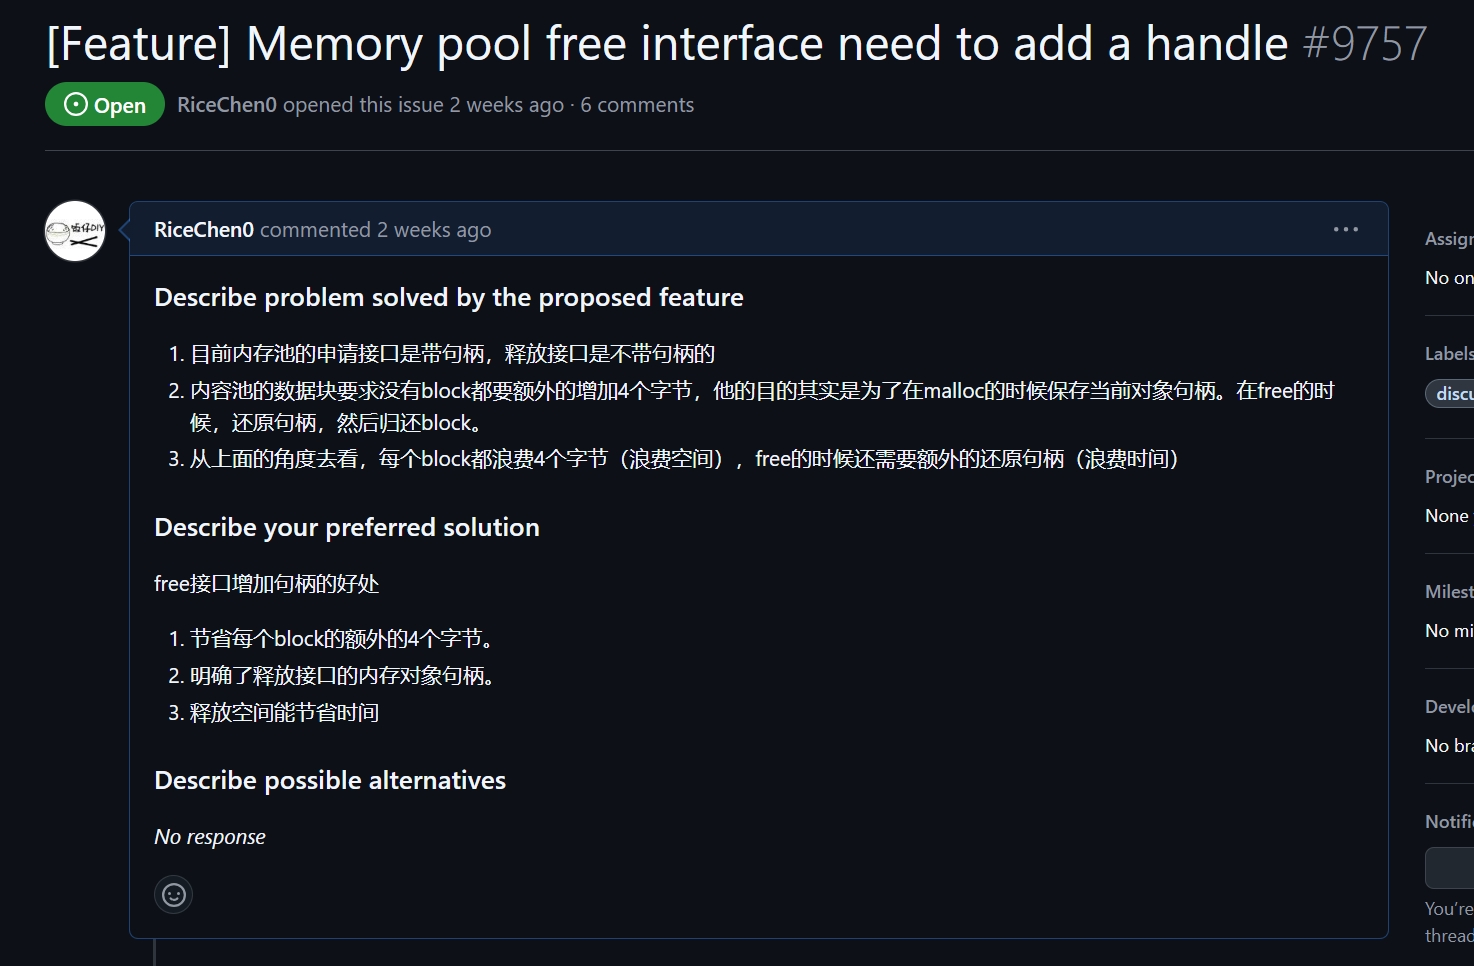 [Feature] Memory pool free interface need to add a handle #9757
Open RiceChen0 opened this issue 2 weeks ago · 6 comments
饭仔DIY
RiceChen0 commented 2 weeks ago
Assign
No on
Describe problem solved by the proposed feature
1. 目前内存池的申请接口是带句柄，释放接口是不带句柄的
2. 内容池的数据块要求没有block都要额外的增加4个字节，他的目的其实是为了在malloc的时候保存当前对象句柄。在free的时
候，还原句柄，然后归还block。
3. 从上面的角度去看，每个block都浪费4个字节（浪费空间），free的时候还需要额外的还原句柄（浪费时间）
Labels
discu
Projec
None
Describe your preferred solution
free接口增加句柄的好处
1. 节省每个block的额外的4个字节。
2. 明确了释放接口的内存对象句柄。
3. 释放空间能节省时间
Milest
No mi
Develo
No bra
Describe possible alternatives
No response
Notific
You're
thread